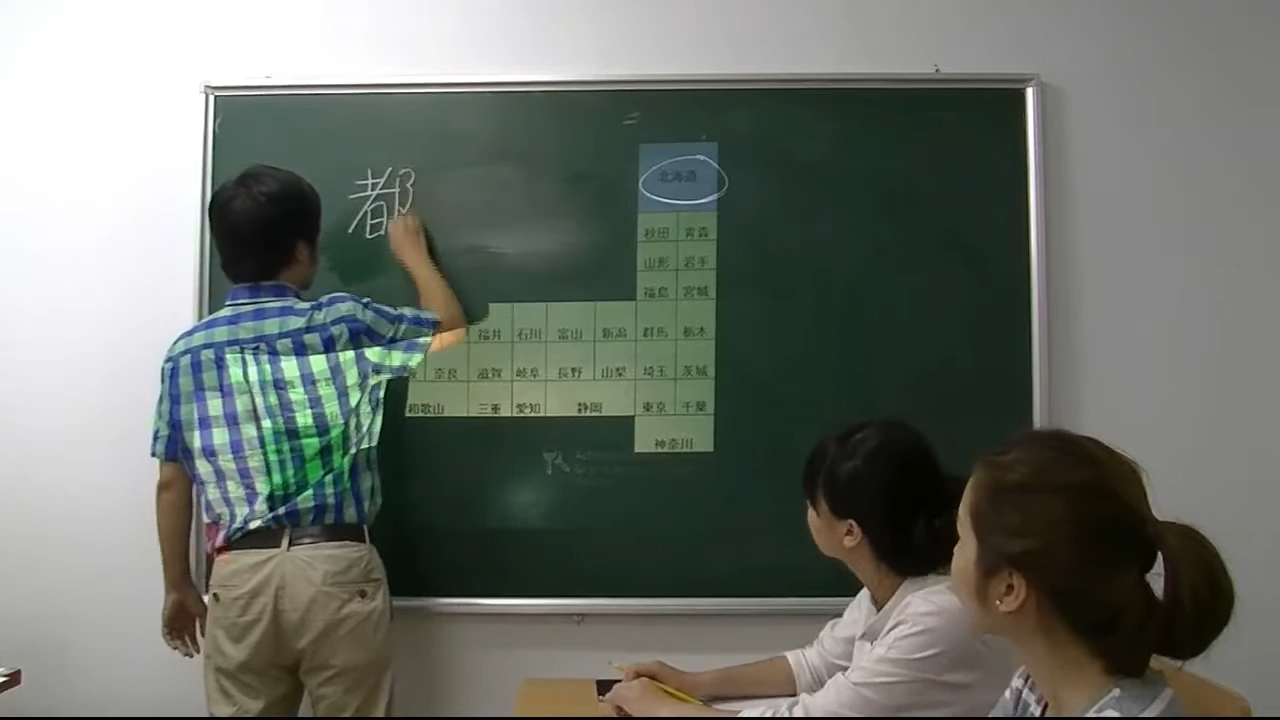 都
北海道
秋田 青森
山形 岩手
福島 宮城
福井 石川 富山 新潟 群馬 栃木
奈良 滋賀 岐阜 長野 山梨 埼玉 茨城
和歌山 三重 愛知 静岡 東京 千葉
神奈川